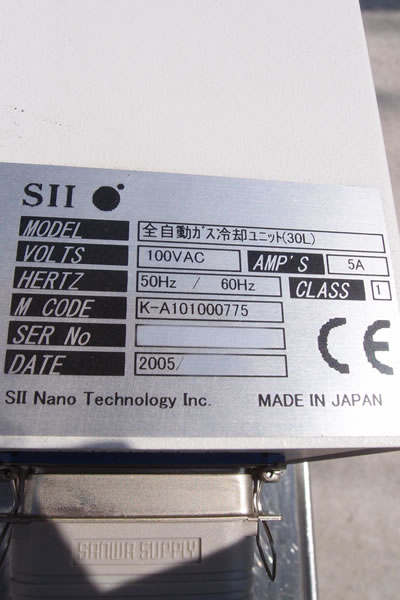 SII
MODEL 全自動ガス冷却ユニット(30L)
VOLTS 100VAC AMP'S 5A
HERTZ 50Hz / 60Hz CLASS 1
M CODE K-A101000775
SER No
DATE 2005/
CE
SII Nano Technology Inc. MADE IN JAPAN
SANWA SUPPLY